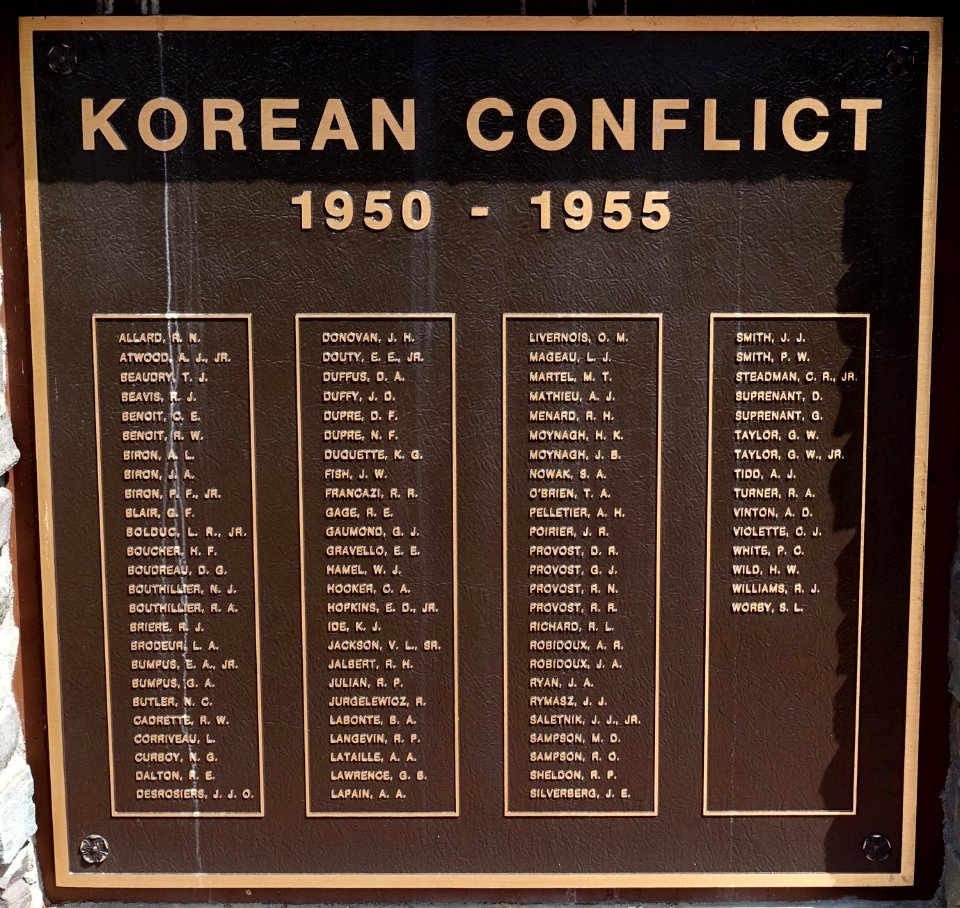 KOREAN CONFLICT
1950 - 1955
ALLARD, R. N.
ATWOOD, A. J., JR.
BEAUDRY, T. J.
BEAVIS, R. J.
BENOIT, C. E.
BENOIT, R. W.
BIRON, A. L.
BIRON, J. A.
BIRON, P. F., JR.
BLAIR, G. F.
BOLDUC, L. R., JR.
BOUCHER, H. F.
BOUDREAU, D. G.
BOUTHILLIER, N. J.
BOUTHILLIER, R. A.
BRIERE, R. J.
BRODEUR, L. A.
BUMPUS, E. A., JR.
BUMPUS, G. A.
BUTLER, N. C.
CADRETTE, R. W.
CORRIVEAU, L.
CURBOY, N. G.
DALTON, R. E.
DESROSIERS, J. J. O.
DONOVAN, J. H.
DOUTY, E. E., JR.
DUFFUS, D. A.
DUFFY, J. D.
DUPRE, D. F.
DUPRE, N. F.
DUQUETTE, K. G.
FISH, J. W.
FRANCAZI, R. R.
GAGE, R. E.
GAUMOND, G. J.
GRAVELLO, E. E.
HAMEL, W. J.
HOOKER, C. A.
HOPKINS, E. D., JR.
IDE, K. J.
JACKSON, V. L., SR.
JALBERT, R. H.
JULIAN, R. P.
JURGELEWICZ, R.
LABONTE, B. A.
LANGEVIN, R. P.
LATAILLE, A. A.
LAWRENCE, G. B.
LAPAIN, A. A.
LIVERNOIS, O. M.
MAGEAU, L. J.
MARTEL, M. T.
MATHIEU, A. J.
MENARD, R. H.
MOYNAGH, H. K.
MOYNAGH, J. B.
NOWAK, S. A.
O'BRIEN, T. A.
PELLETIER, A. H.
POIRIER, J. R.
PROVOST, D. R.
PROVOST, G. J.
PROVOST, R. N.
PROVOST, R. R.
RICHARD, R. L.
ROBIDOUX, A. R.
ROBIDOUX, J. A.
RYAN, J. A.
RYMASZ, J. J.
SALETNIK, J. J., JR.
SAMPSON, M. D.
SAMPSON, R. O.
SHELDON, R. P.
SILVERBERG, J. E.
SMITH, J. J.
SMITH, P. W.
STEADMAN, C. R., JR.
SUPRENANT, D.
SUPRENANT, G.
TAYLOR, G. W.
TAYLOR, G. W., JR.
TIDD, A. J.
TURNER, R. A.
VINTON, A. D.
VIOLETTE, C. J.
WHITE, P. C.
WILD, H. W.
WILLIAMS, R. J.
WORBY, S. L.